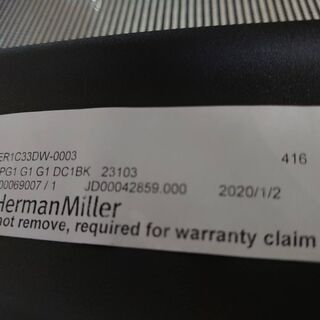 ER1C33DW-0003 416
PG1 G1 G1 DC1BK 23103
00069007 / 1 JD00042859.000 2020/1/2
HermanMiller
not remove, required for warranty claim